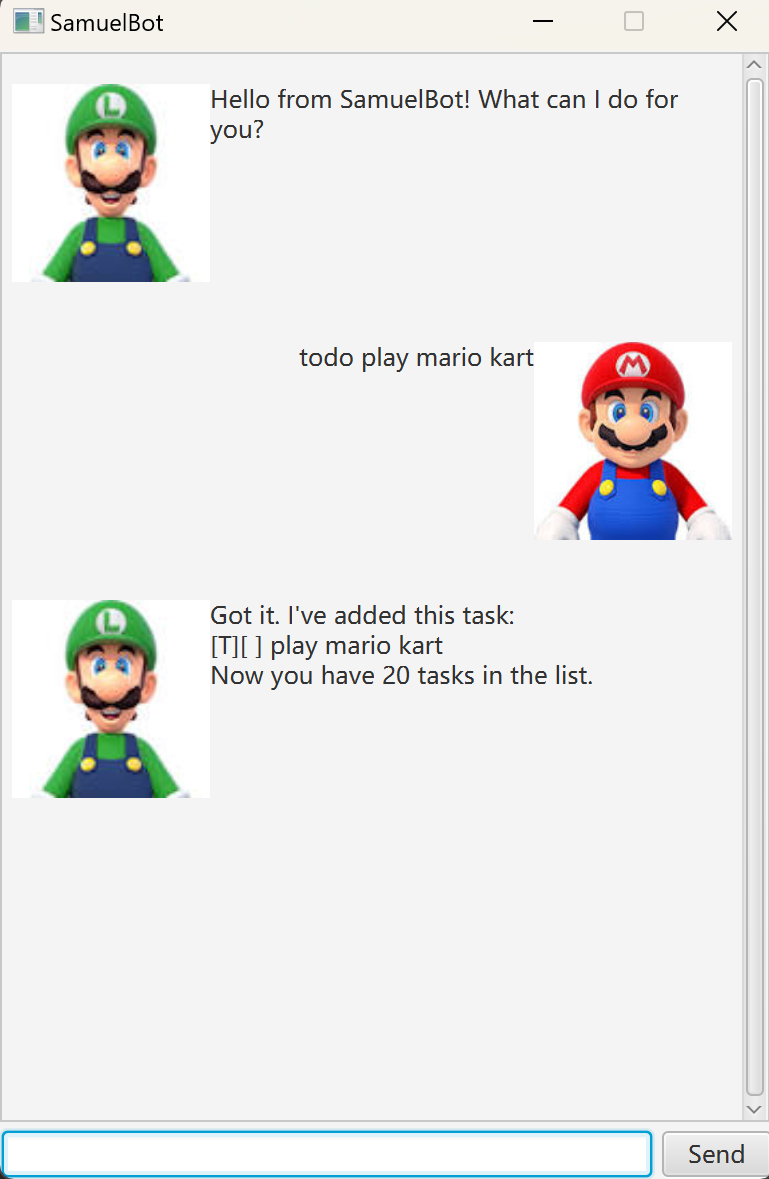 SamuelBot
L
Hello from SamuelBot! What can I do for
you?
todo play mario kart
M
L
Got it. I've added this task:
[T][ ] play mario kart
Now you have 20 tasks in the list.
Send